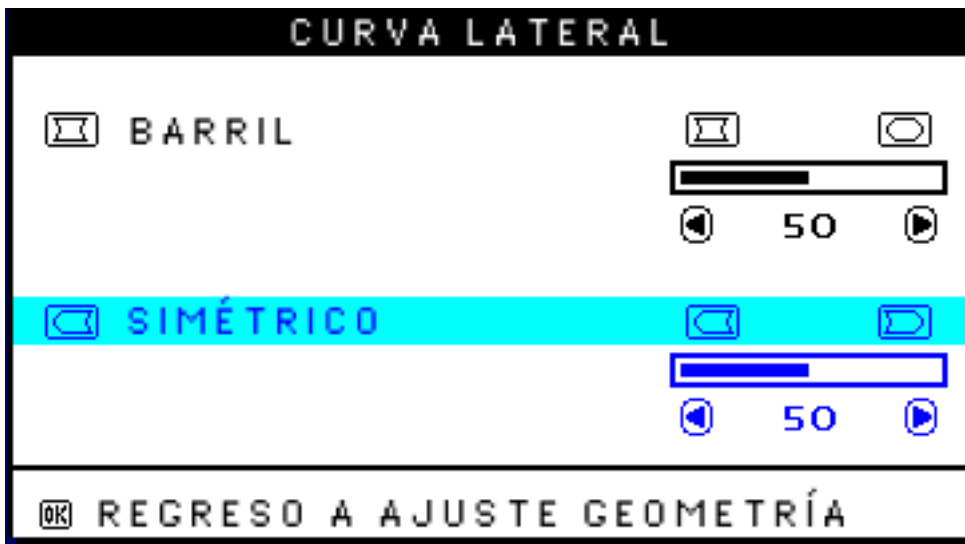 CURVA LATERAL
BARRIL
50
SIMÉTRICO
50
OK REGRESO A AJUSTE GEOMETRÍA